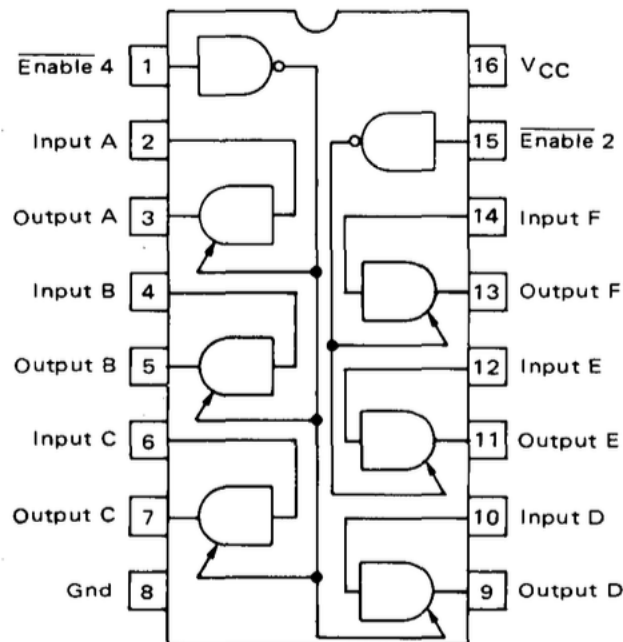 Enable 4 1
Input A 2
Output A 3
Input B 4
Output B 5
Input C 6
Output C 7
Gnd 8
16 VCC
15 Enable 2
14 Input F
13 Output F
12 Input E
11 Output E
10 Input D
9 Output D